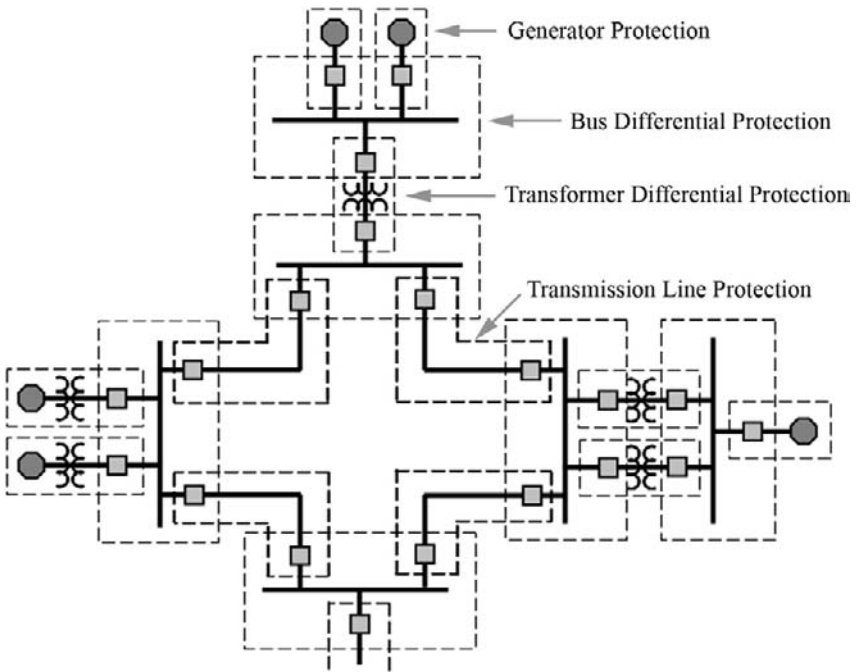 Generator Protection
Bus Differential Protection
Transformer Differential Protection
Transmission Line Protection